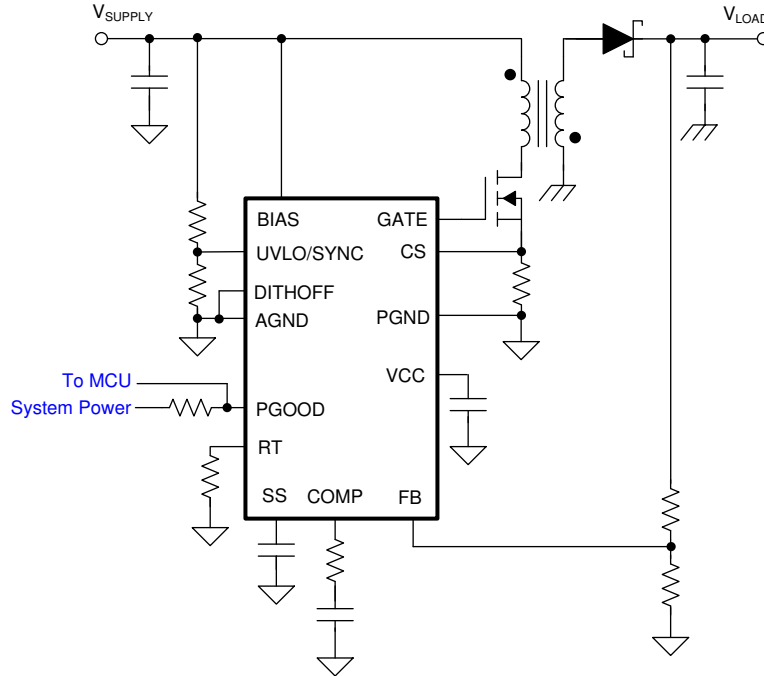 VSUPPLY
VLOAD
BIAS
GATE
UVLO/SYNC
CS
DITHOFF
AGND
PGND
VCC
To MCU
System Power
PGOOD
RT
SS
COMP
FB